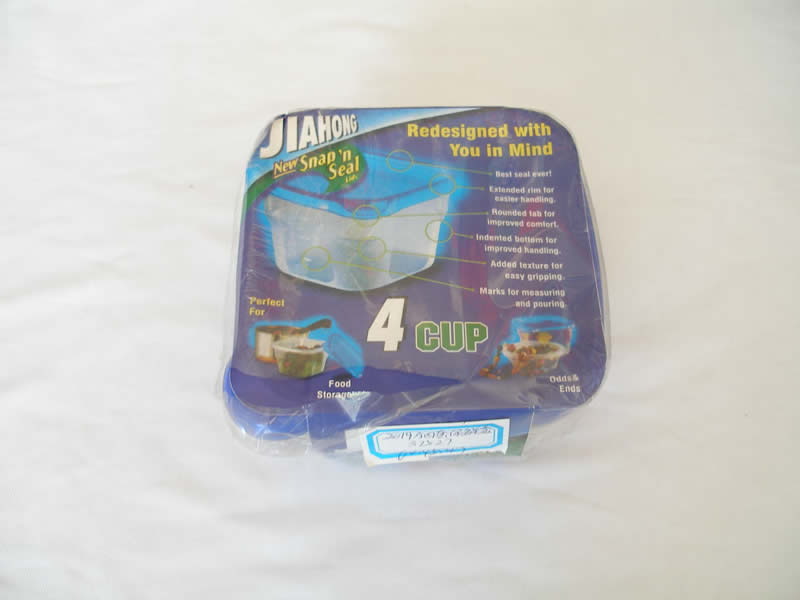 JIAHONG
New Snap 'n
Seal
Lids
Redesigned with
You in Mind
Best seal ever!
Extended rim for
easier handling.
Rounded tab for
improved comfort.
Indented bottom for
improved handling.
Added texture for
easy gripping.
Marks for measuring
and pouring.
Perfect
For
4 CUP
Food
Storage
Odds &
Ends